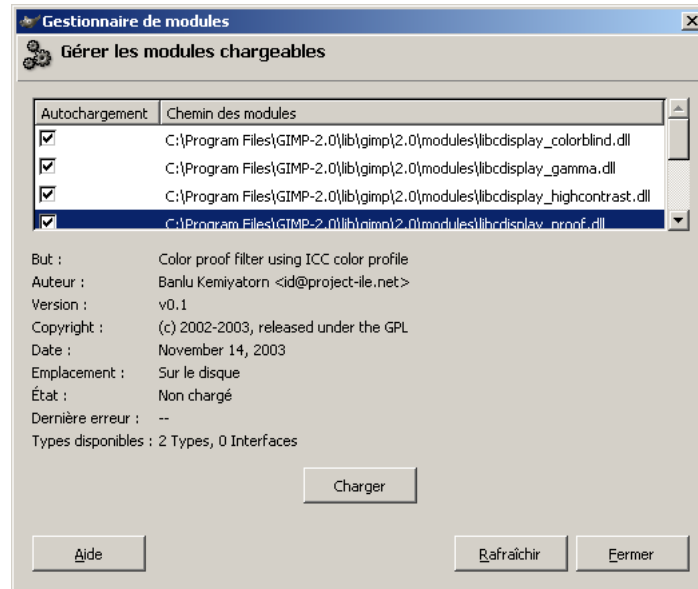 Gestionnaire de modules
Gérer les modules chargeables
Autochargement Chemin des modules
C:\Program Files\GIMP-2.0\lib\gimp\2.0\modules\libcdisplay_colorblind.dll
C:\Program Files\GIMP-2.0\lib\gimp\2.0\modules\libcdisplay_gamma.dll
C:\Program Files\GIMP-2.0\lib\gimp\2.0\modules\libcdisplay_highcontrast.dll
C:\Program Files\GIMP-2.0\lib\gimp\2.0\modules\libcdisplay_proof.dll
But : Color proof filter using ICC color profile
Auteur : Banlu Kemiyatorn <id@project-ile.net>
Version : v0.1
Copyright : (c) 2002-2003, released under the GPL
Date : November 14, 2003
Emplacement : Sur le disque
État : Non chargé
Dernière erreur : --
Types disponibles : 2 Types, 0 Interfaces
Charger
Aide Rafraîchir Fermer